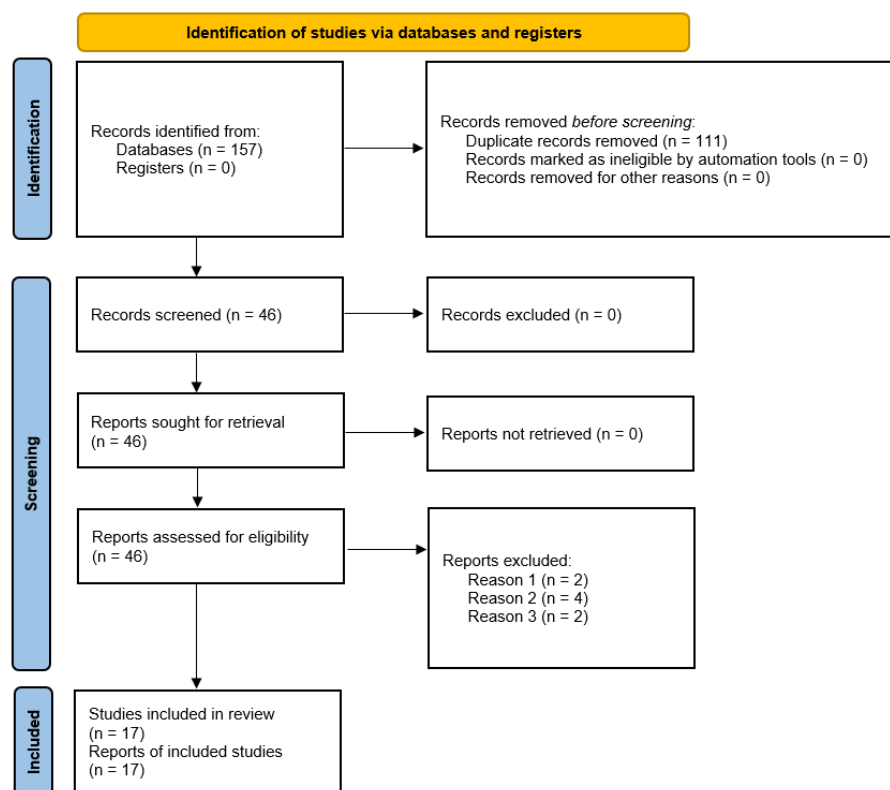 Identification of studies via databases and registers
Identification
Records identified from:
Databases (n = 157)
Registers (n = 0)
Records removed before screening:
Duplicate records removed (n = 111)
Records marked as ineligible by automation tools (n = 0)
Records removed for other reasons (n = 0)
Screening
Records screened (n = 46)
Records excluded (n = 0)
Reports sought for retrieval
(n = 46)
Reports not retrieved (n = 0)
Reports assessed for eligibility
(n = 46)
Reports excluded:
Reason 1 (n = 2)
Reason 2 (n = 4)
Reason 3 (n = 2)
Included
Studies included in review
(n = 17)
Reports of included studies
(n = 17)